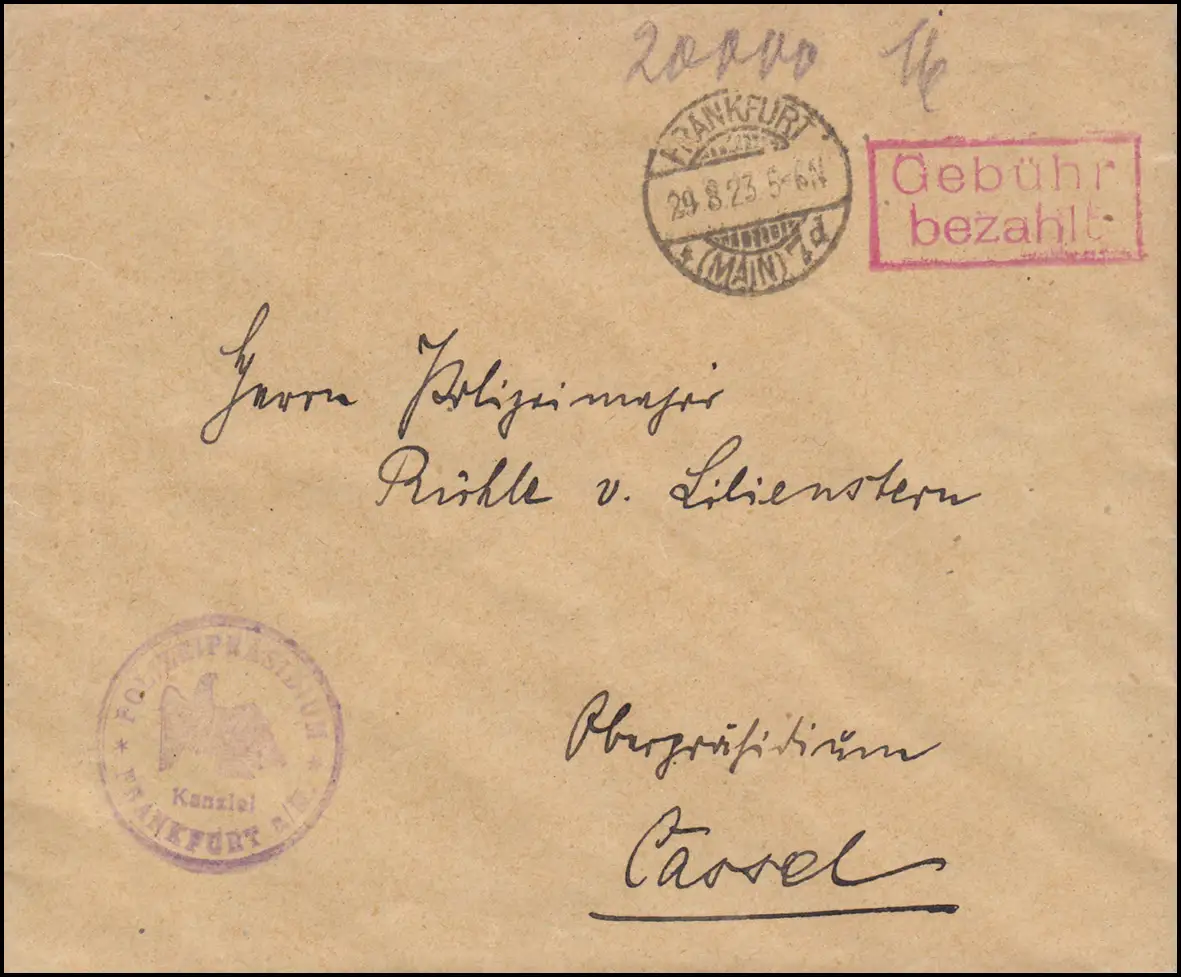 20000 M
FRANKFURT
29.8.23.5-6N
* (MAIN) 7d
Gebühr
bezahlt
Herrn Polizeimajor
Rühle v. Lilienstern
* POLIZEIPRÄSIDIUM *
Kanzlei
FRANKFURT a/M.
Oberpräsidium
Cassel